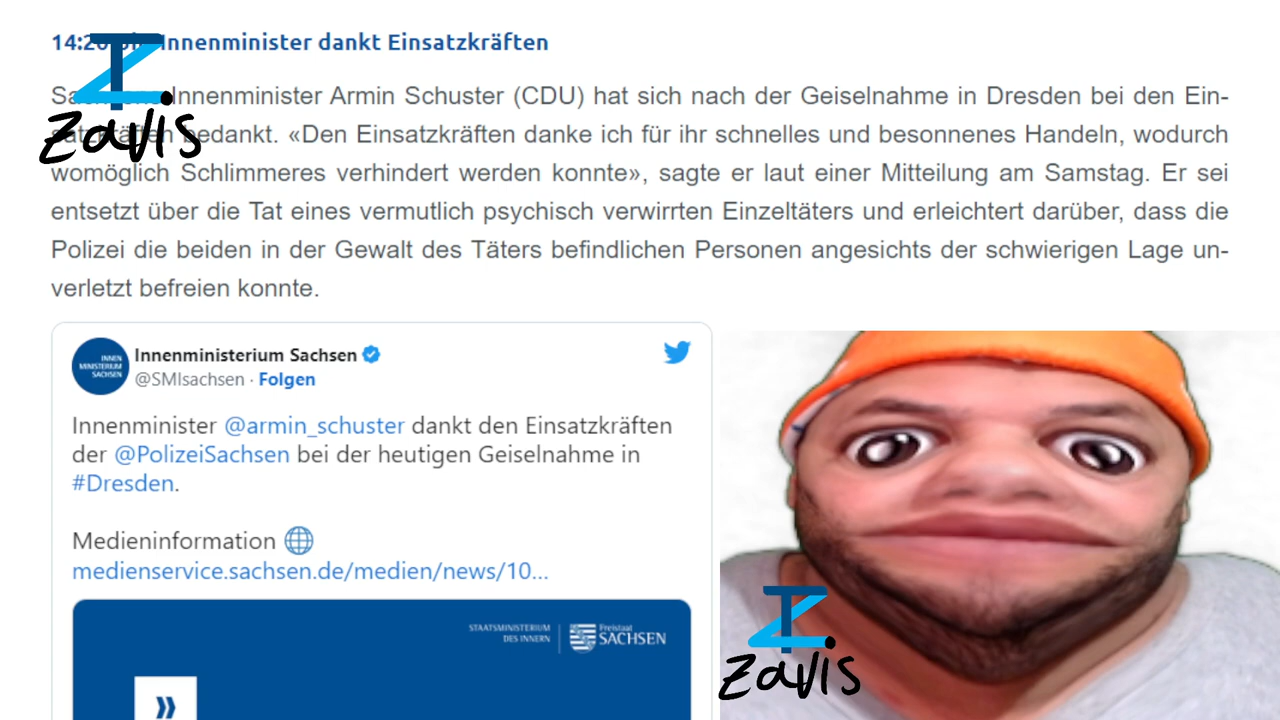 14:20 Innenminister dankt Einsatzkräften
Innenminister Armin Schuster (CDU) hat sich nach der Geiselnahme in Dresden bei den Ein-
satzkräften bedankt. «Den Einsatzkräften danke ich für ihr schnelles und besonnenes Handeln, wodurch
womöglich Schlimmeres verhindert werden konnte», sagte er laut einer Mitteilung am Samstag. Er sei
entsetzt über die Tat eines vermutlich psychisch verwirrten Einzeltäters und erleichtert darüber, dass die
Polizei die beiden in der Gewalt des Täters befindlichen Personen angesichts der schwierigen Lage un-
verletzt befreien konnte.
Z.
Zavis
INNEN
MINISTERIUM
SACHSEN
Innenministerium Sachsen
@SMIsachsen · Folgen
Innenminister @armin_schuster dankt den Einsatzkräften
der @PolizeiSachsen bei der heutigen Geiselnahme in
#Dresden.
Medieninformation
medienservice.sachsen.de/medien/news/10...
STAATSMINISTERIUM
DES INNERN
Freistaat
SACHSEN
»
Z.
Zavis